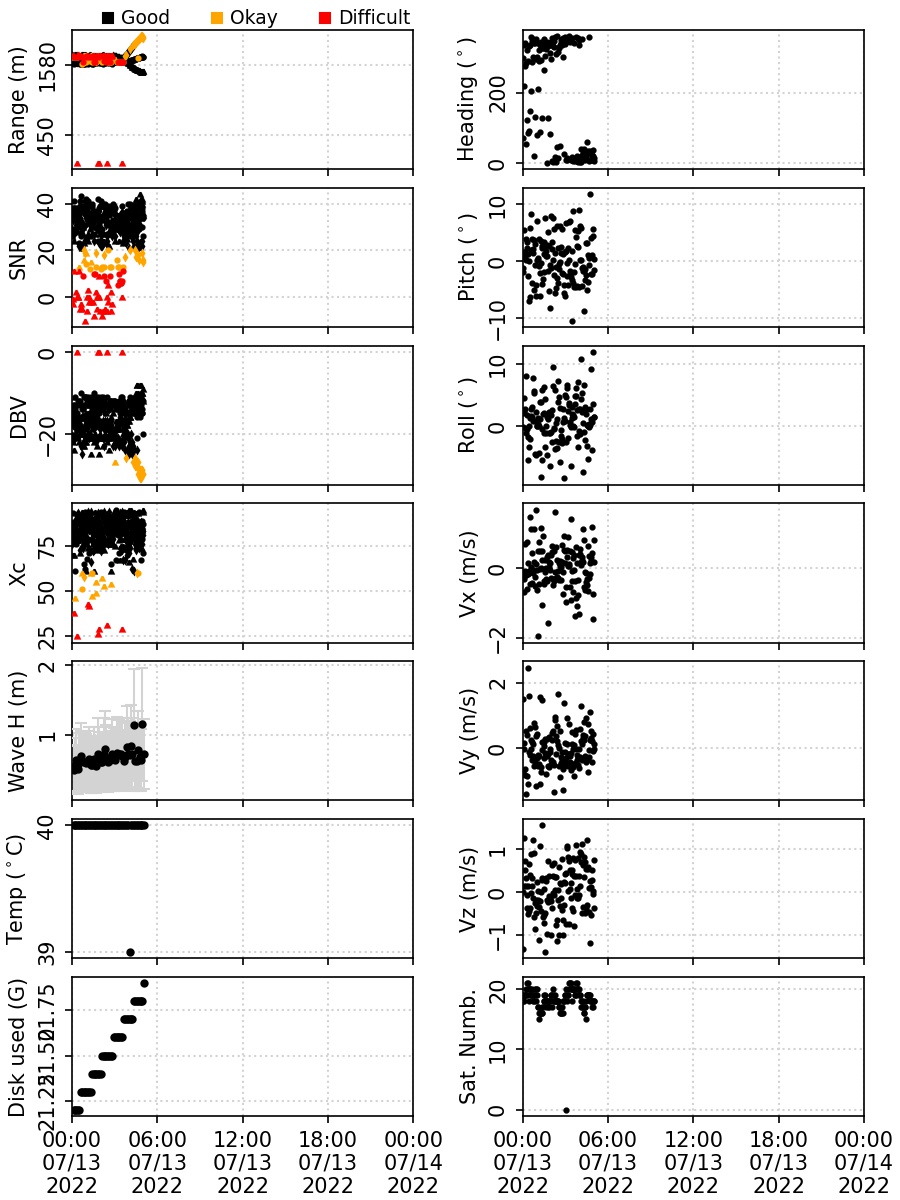 Good Okay Difficult
Range (m)
1580
450
Heading (°)
200
0
SNR
40
20
0
Pitch (°)
10
0
−10
DBV
0
−20
Roll (°)
10
0
Xc
75
50
25
Vx (m/s)
0
−2
Wave H (m)
2
1
Vy (m/s)
2
0
Temp (°C)
40
39
Vz (m/s)
1
0
−1
Disk used (G)
21.75
21.50
21.25
Sat. Numb.
20
10
0
00:00 06:00 12:00 18:00 00:00
07/13 07/13 07/13 07/13 07/14
2022 2022 2022 2022 2022
00:00 06:00 12:00 18:00 00:00
07/13 07/13 07/13 07/13 07/14
2022 2022 2022 2022 2022